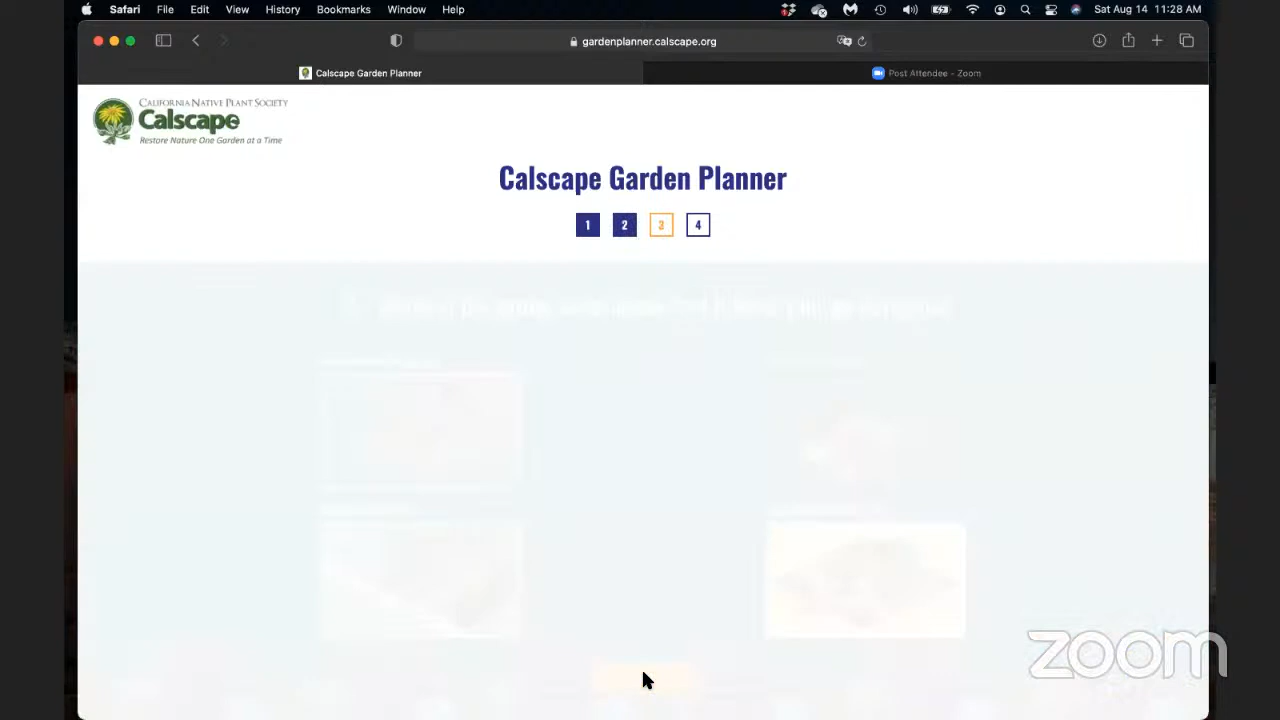 Safari File Edit View History Bookmarks Window Help Sat Aug 14 11:28 AM
gardenplanner.calscape.org
Calscape Garden Planner Post Attendee - Zoom
CALIFORNIA NATIVE PLANT SOCIETY
Calscape
Restore Nature One Garden at a Time
Calscape Garden Planner
1 2 3 4
zoom